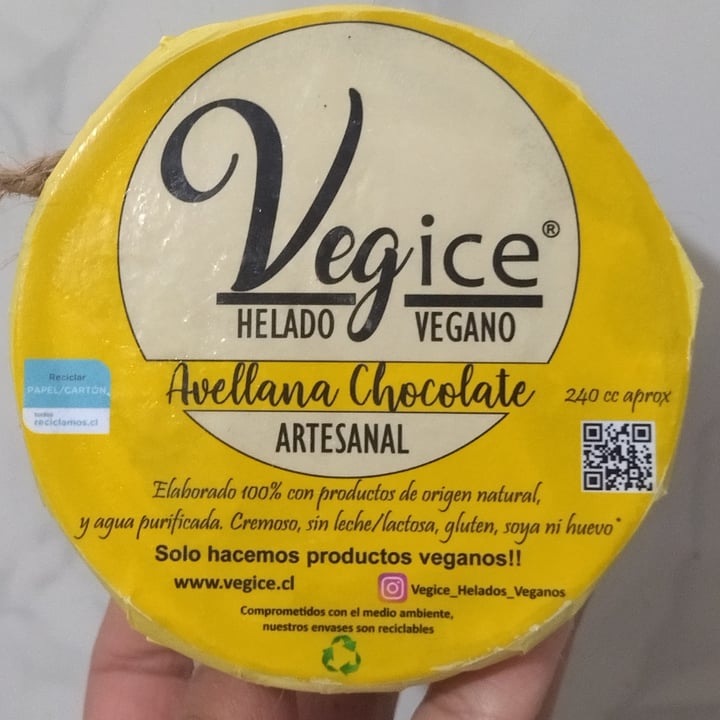 Vegice®
HELADO VEGANO
Avellana Chocolate
240 cc aprox
ARTESANAL
Reciclar
PAPEL/CARTÓN
todos
reciclamos.cl
Elaborado 100% con productos de origen natural,
y agua purificada. Cremoso, sin leche/lactosa, gluten, soya ni huevo*
Solo hacemos productos veganos!!
www.vegice.cl
Vegice_Helados_Veganos
Comprometidos con el medio ambiente,
nuestros envases son reciclables